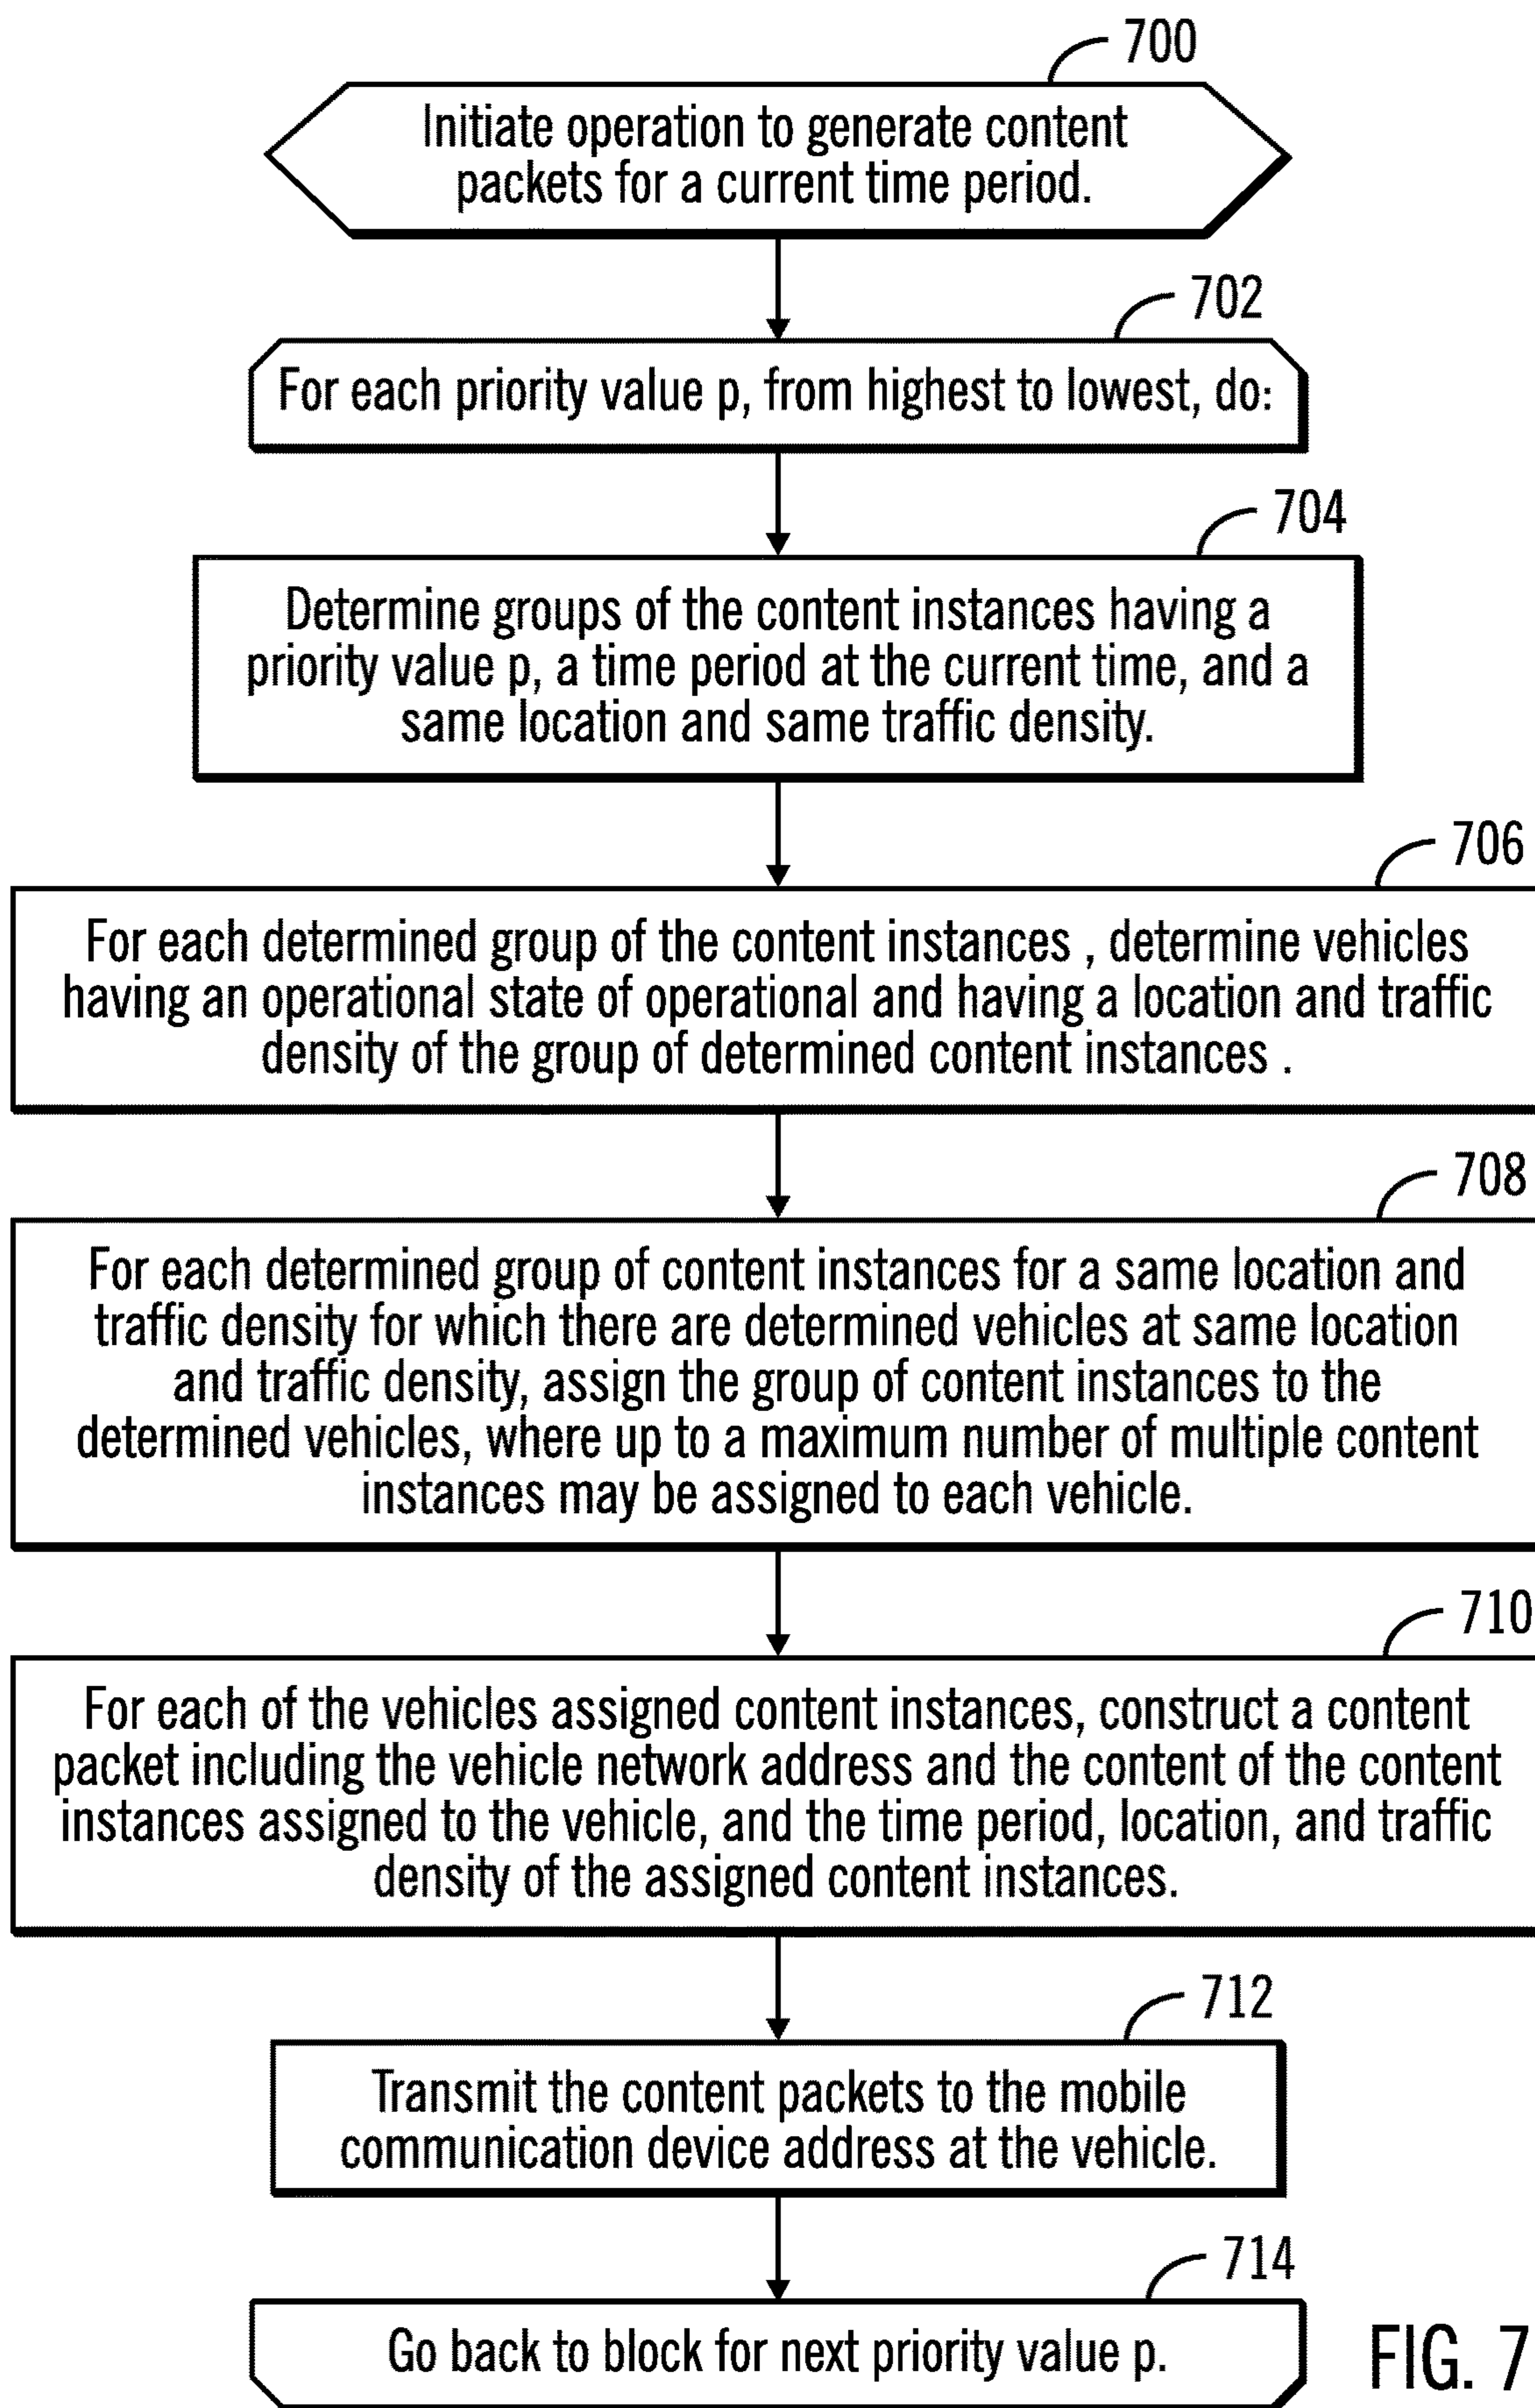 700
Initiate operation to generate content
packets for a current time period.
702
For each priority value p, from highest to lowest, do:
704
Determine groups of the content instances having a
priority value p, a time period at the current time, and a
same location and same traffic density.
706
For each determined group of the content instances , determine vehicles
having an operational state of operational and having a location and traffic
density of the group of determined content instances .
708
For each determined group of content instances for a same location and
traffic density for which there are determined vehicles at same location
and traffic density, assign the group of content instances to the
determined vehicles, where up to a maximum number of multiple content
instances may be assigned to each vehicle.
710
For each of the vehicles assigned content instances, construct a content
packet including the vehicle network address and the content of the content
instances assigned to the vehicle, and the time period, location, and traffic
density of the assigned content instances.
712
Transmit the content packets to the mobile
communication device address at the vehicle.
714
Go back to block for next priority value p.
FIG. 7